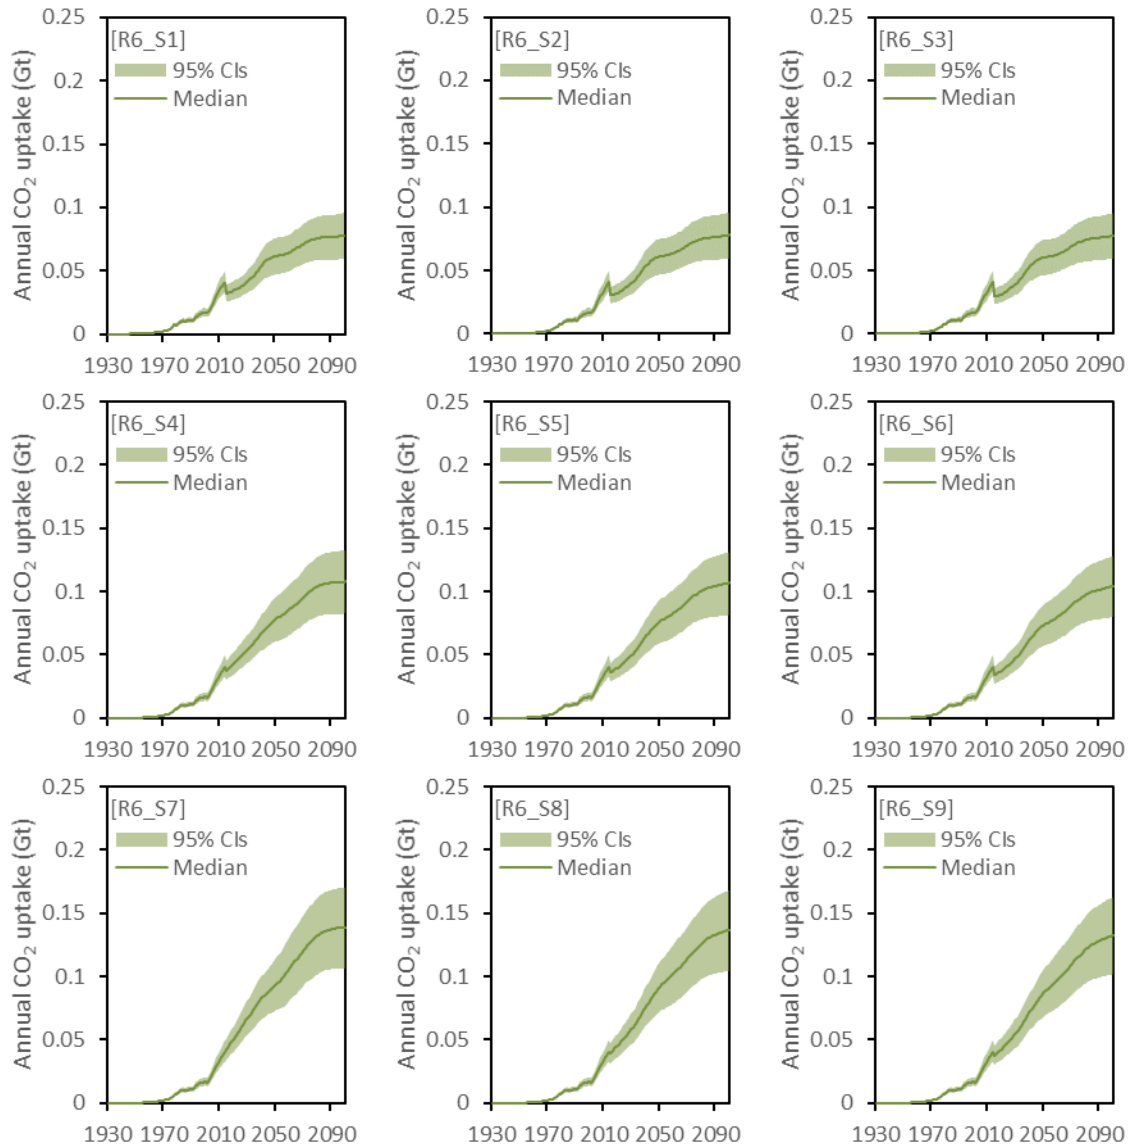 0.25
0.2
0.15
0.1
0.05
0
Annual CO₂ uptake (Gt)
[R6_S1]
95% CIs
Median
1930 1970 2010 2050 2090
0.25
0.2
0.15
0.1
0.05
0
Annual CO₂ uptake (Gt)
[R6_S2]
95% CIs
Median
1930 1970 2010 2050 2090
0.25
0.2
0.15
0.1
0.05
0
Annual CO₂ uptake (Gt)
[R6_S3]
95% CIs
Median
1930 1970 2010 2050 2090
0.25
0.2
0.15
0.1
0.05
0
Annual CO₂ uptake (Gt)
[R6_S4]
95% CIs
Median
1930 1970 2010 2050 2090
0.25
0.2
0.15
0.1
0.05
0
Annual CO₂ uptake (Gt)
[R6_S5]
95% CIs
Median
1930 1970 2010 2050 2090
0.25
0.2
0.15
0.1
0.05
0
Annual CO₂ uptake (Gt)
[R6_S6]
95% CIs
Median
1930 1970 2010 2050 2090
0.25
0.2
0.15
0.1
0.05
0
Annual CO₂ uptake (Gt)
[R6_S7]
95% CIs
Median
1930 1970 2010 2050 2090
0.25
0.2
0.15
0.1
0.05
0
Annual CO₂ uptake (Gt)
[R6_S8]
95% CIs
Median
1930 1970 2010 2050 2090
0.25
0.2
0.15
0.1
0.05
0
Annual CO₂ uptake (Gt)
[R6_S9]
95% CIs
Median
1930 1970 2010 2050 2090